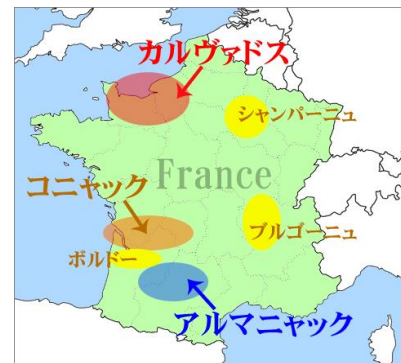 カルヴァドス
シャンパーニュ
France
コニャック
ブルゴーニュ
ボルドー
アルマニャック